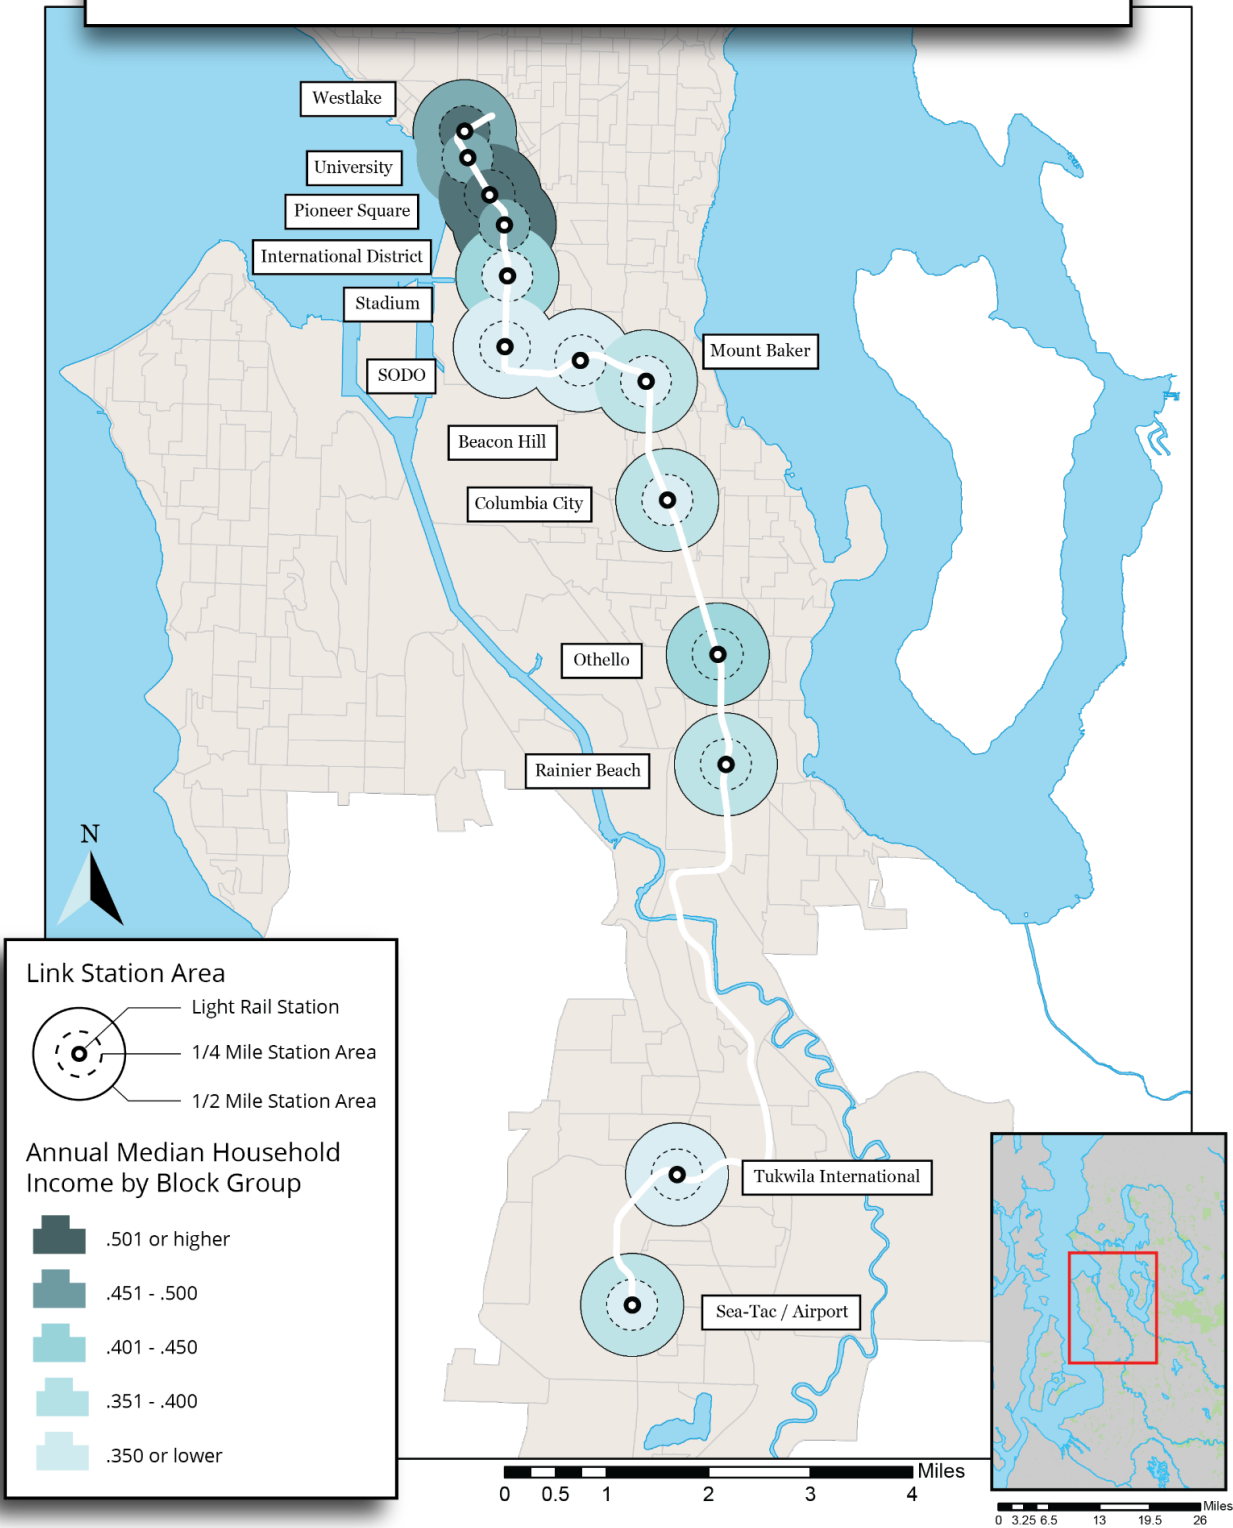 Westlake
University
Pioneer Square
International District
Stadium
SODO
Mount Baker
Beacon Hill
Columbia City
Othello
Rainier Beach
N
Link Station Area
Light Rail Station
1/4 Mile Station Area
1/2 Mile Station Area
Annual Median Household
Income by Block Group
.501 or higher
.451 - .500
.401 - .450
.351 - .400
.350 or lower
Tukwila International
Sea-Tac / Airport
Miles
0 0.5 1 2 3 4
Miles
0 3.25 6.5 13 19.5 26